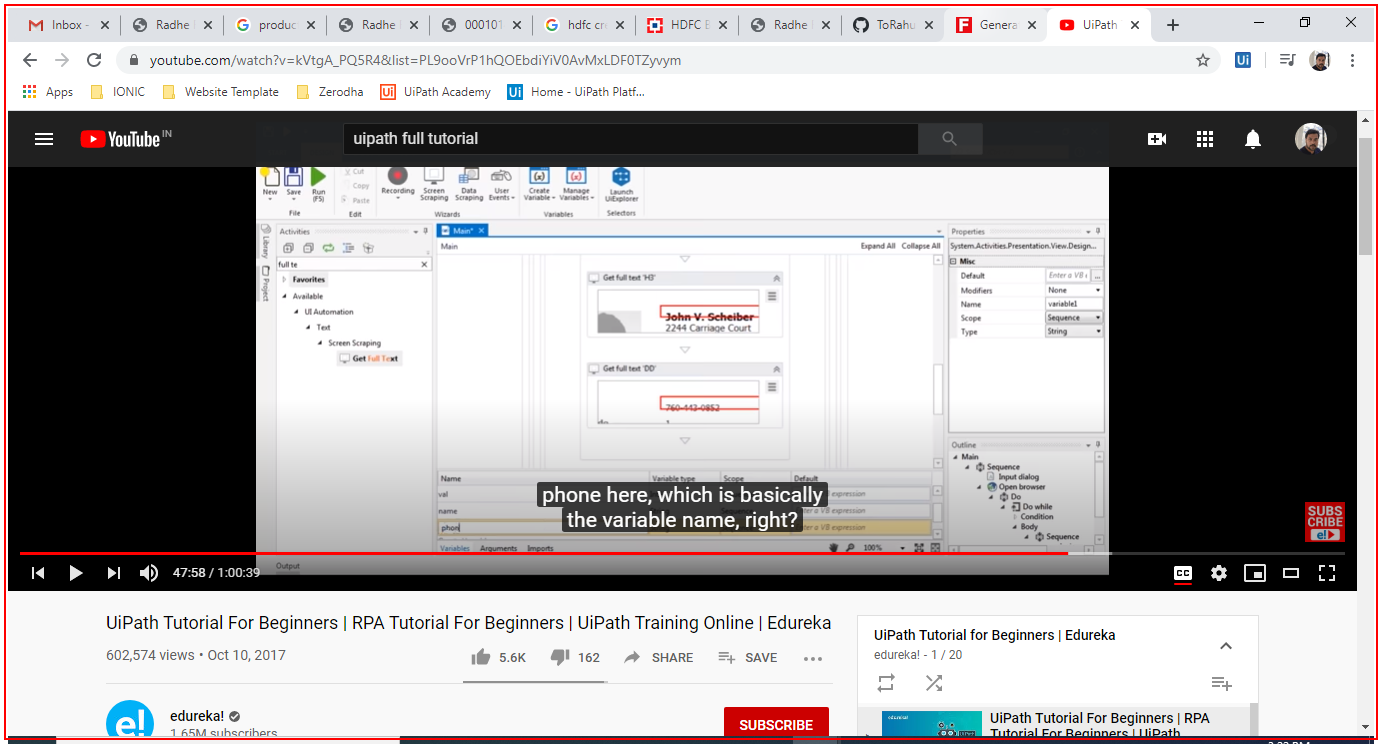 Inbox - Radhe produc Radhe 000101 hdfc cre HDFC B Radhe ToRahu Genera UiPath
youtube.com/watch?v=kVtgA_PQ5R4&list=PL9ooVrP1hQOEbdiYiV0AvMxLDF0TZyvym
Apps IONIC Website Template Zerodha UiPath Academy Home - UiPath Platf...
YouTube IN
uipath full tutorial
New Save Run (F5)
Cut
Copy
Paste
Recording Screen Scraping Data Scraping User Events Create Variable Manage Variables Launch UiExplorer
File Edit Wizards Variables Selectors
Library
Project
Activities
full te
Favorites
Available
UI Automation
Text
Screen Scraping
Get Full Text
Main*
Main Expand All Collapse All
Get full text 'H3'
John V. Scheiber
2244 Carriage Court
Get full text 'DD'
760-443-0852
Name Variable type Scope Default
val expression
name Enter a VB expression
phon Enter a VB expression
Variables Arguments Imports 100%
Output
Properties
System.Activities.Presentation.View.Design...
Misc
Default Enter a VB
Modifiers None
Name variable1
Scope Sequence
Type String
Outline
Main
Sequence
Input dialog
Open browser
Do
Do while
Condition
Body
Sequence
phone here, which is basically
the variable name, right?
SUBS
CRIBE
e!
47:58 / 1:00:39
CC
UiPath Tutorial For Beginners | RPA Tutorial For Beginners | UiPath Training Online | Edureka
602,574 views • Oct 10, 2017
5.6K 162 SHARE SAVE
e!
edureka!
1.65M subscribers
SUBSCRIBE
UiPath Tutorial for Beginners | Edureka
edureka! - 1 / 20
edureka!
UiPath Tutorial For Beginners | RPA
Tutorial For Beginners | UiPath